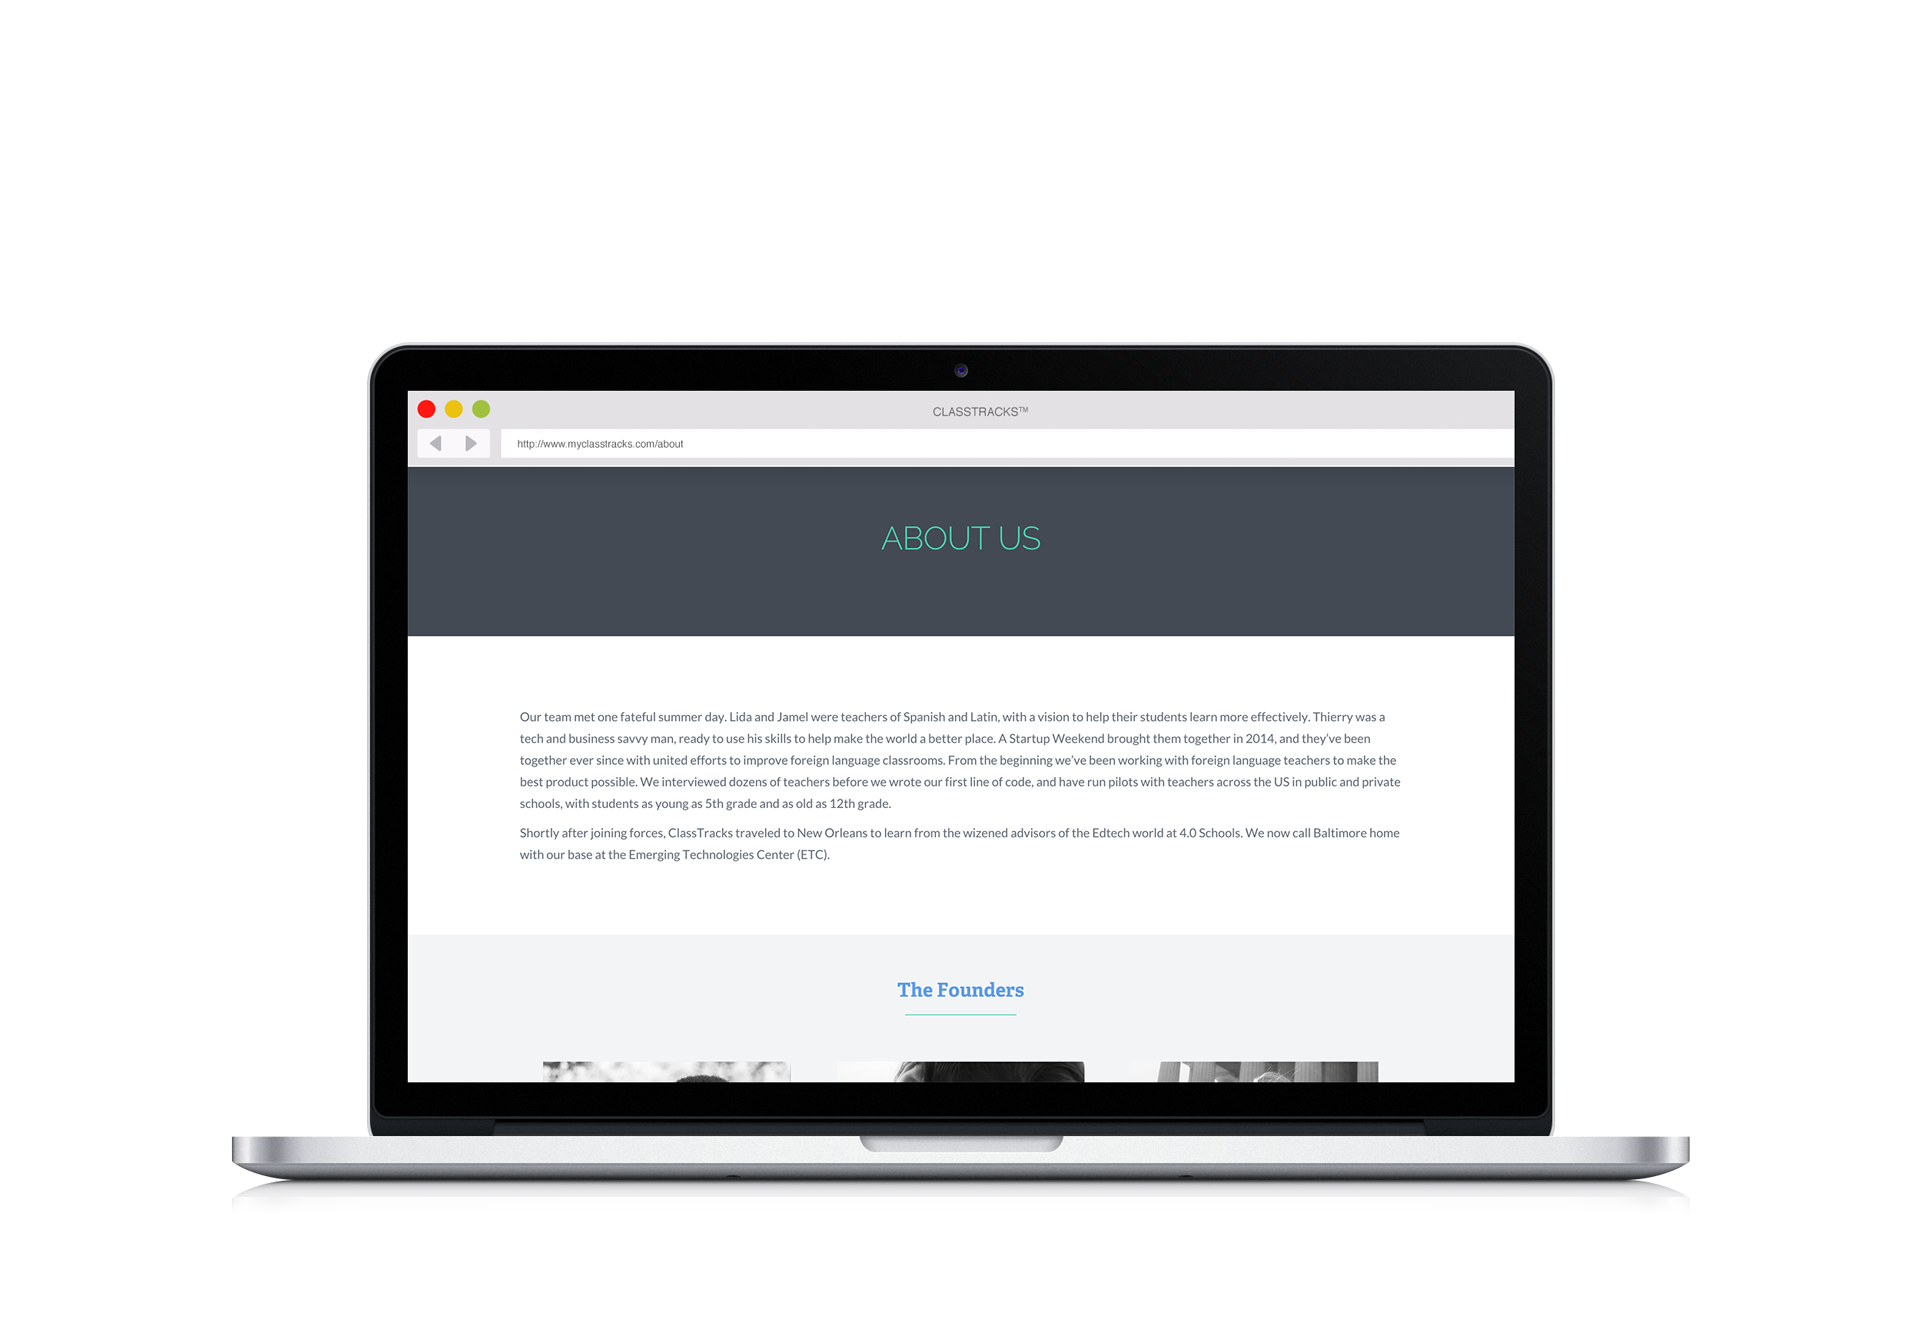 CLASSTRACKS™
http://www.myclasstracks.com/about
ABOUT US
Our team met one fateful summer day. Lida and Jamel were teachers of Spanish and Latin, with a vision to help their students learn more effectively. Thierry was a
tech and business savvy man, ready to use his skills to help make the world a better place. A Startup Weekend brought them together in 2014, and they've been
together ever since with united efforts to improve foreign language classrooms. From the beginning we've been working with foreign language teachers to make the
best product possible. We interviewed dozens of teachers before we wrote our first line of code, and have run pilots with teachers across the US in public and private
schools, with students as young as 5th grade and as old as 12th grade.
Shortly after joining forces, ClassTracks traveled to New Orleans to learn from the wizened advisors of the Edtech world at 4.0 Schools. We now call Baltimore home
with our base at the Emerging Technologies Center (ETC).
The Founders